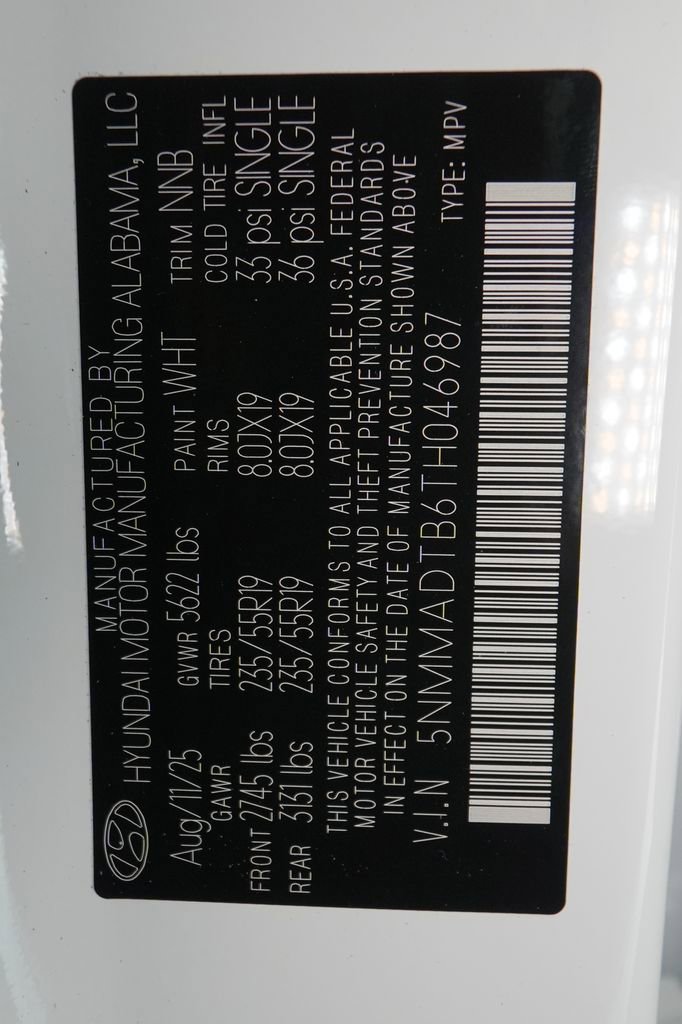 MANUFACTURED BY
HYUNDAI MOTOR MANUFACTURING ALABAMA, LLC
Aug/11/25 GVWR 5622 lbs PAINT WHT TRIM NNB
GAWR TIRES RIMS COLD TIRE INFL
FRONT 2745 lbs 235/55R19 8.0JX19 33 psi SINGLE
REAR 3131 lbs 235/55R19 8.0JX19 36 psi SINGLE
THIS VEHICLE CONFORMS TO ALL APPLICABLE U.S.A. FEDERAL
MOTOR VEHICLE SAFETY AND THEFT PREVENTION STANDARDS
IN EFFECT ON THE DATE OF MANUFACTURE SHOWN ABOVE
V.I.N 5NMMADTB6TH046987 TYPE: MPV